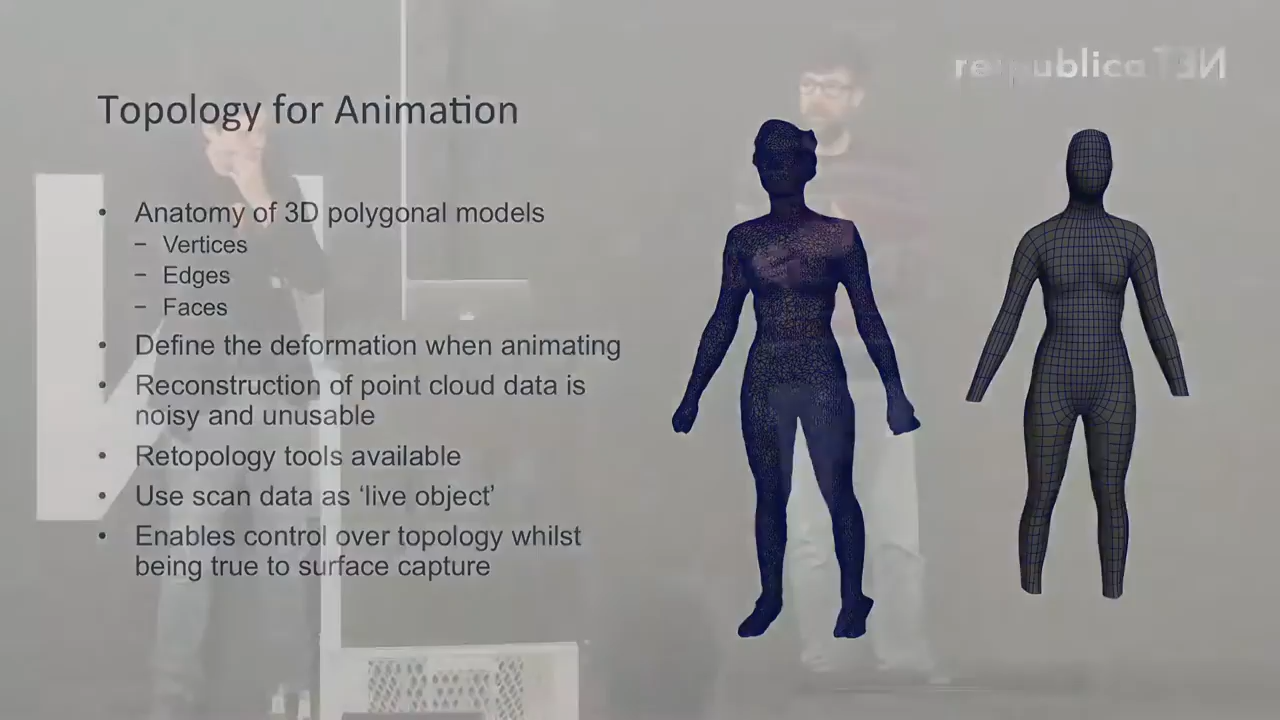 Topology for Animation
• Anatomy of 3D polygonal models
– Vertices
– Edges
– Faces
• Define the deformation when animating
• Reconstruction of point cloud data is
noisy and unusable
• Retopology tools available
• Use scan data as ‘live object’
• Enables control over topology whilst
being true to surface capture